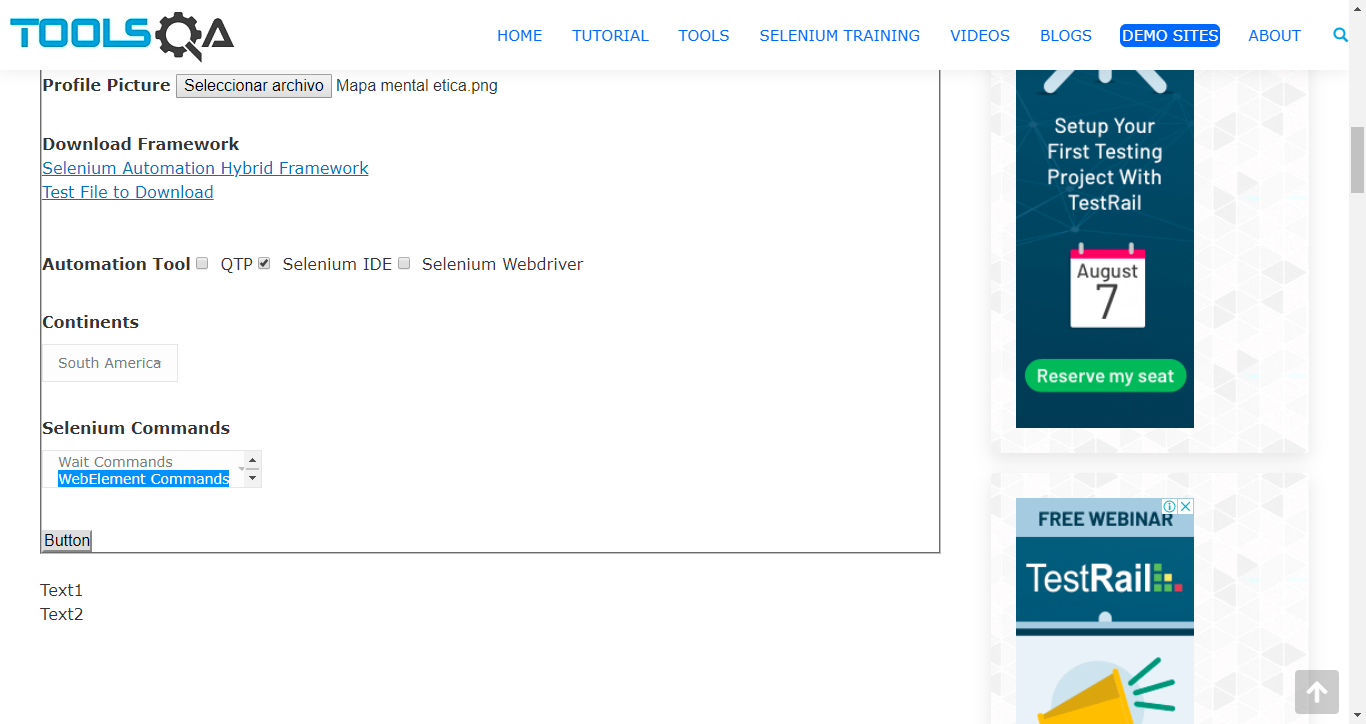 TOOLSQA
HOME TUTORIAL TOOLS SELENIUM TRAINING VIDEOS BLOGS DEMO SITES ABOUT
Profile Picture Seleccionar archivo Mapa mental etica.png
Download Framework
Selenium Automation Hybrid Framework
Test File to Download
Automation Tool QTP Selenium IDE Selenium Webdriver
Continents
South America
Selenium Commands
Wait Commands
WebElement Commands
Button
Text1
Text2
Setup Your
First Testing
Project With
TestRail
August
7
Reserve my seat
FREE WEBINAR
TestRail